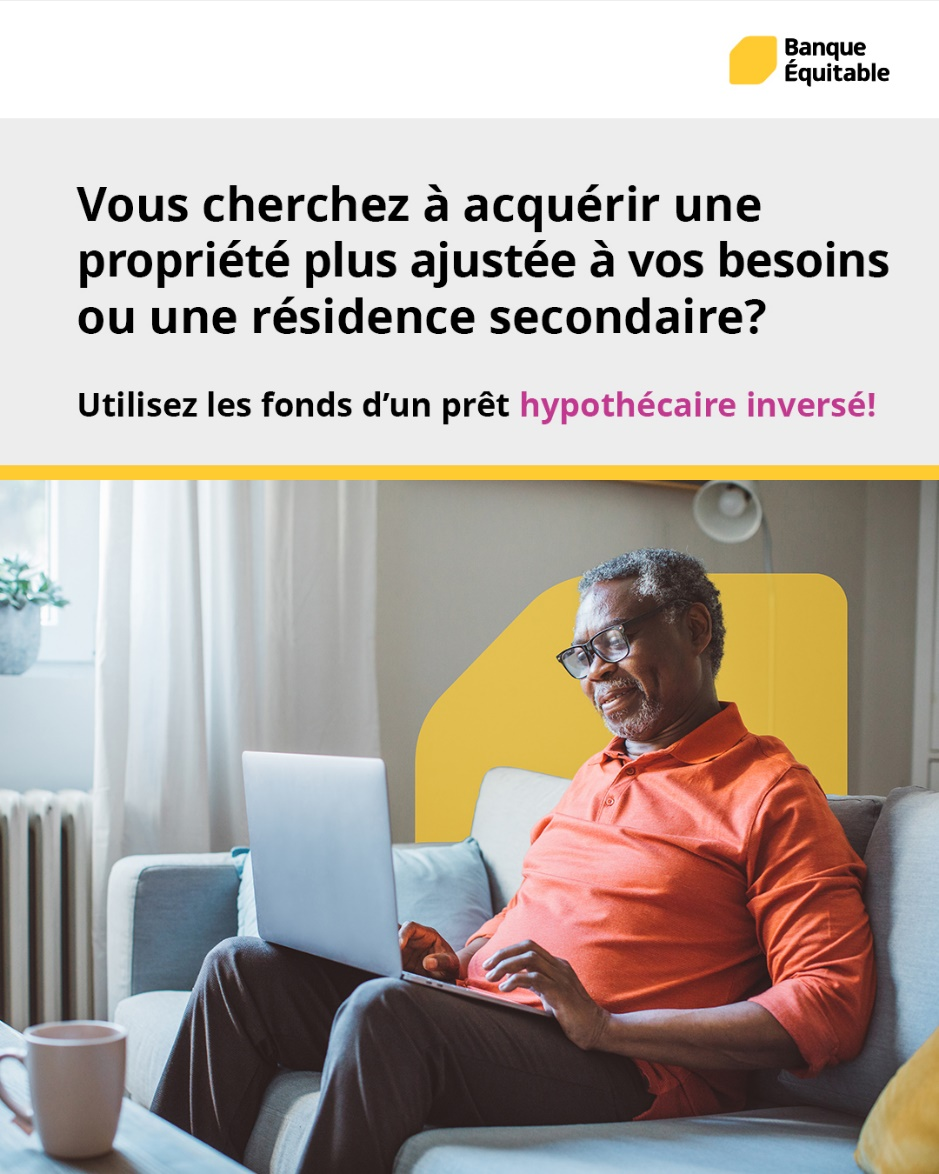 Banque
Équitable
Vous cherchez à acquérir une
propriété plus ajustée à vos besoins
ou une résidence secondaire?
Utilisez les fonds d’un prêt hypothécaire inversé!